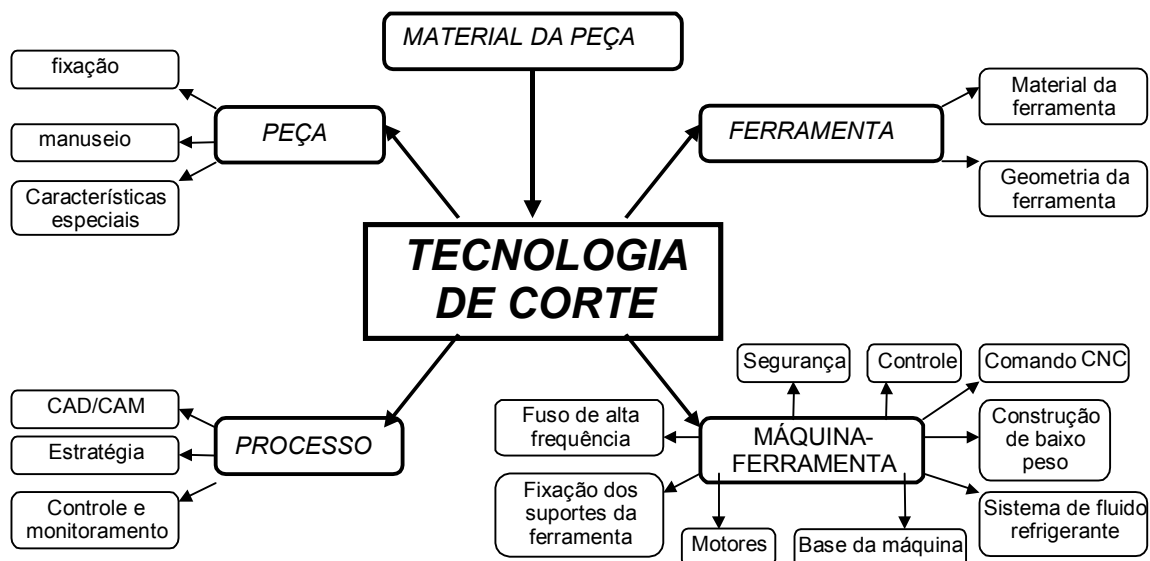 MATERIAL DA PEÇA
fixação
manuseio
Características
especiais
PEÇA
FERRAMENTA
Material da
ferramenta
Geometria da
ferramenta
TECNOLOGIA
DE CORTE
CAD/CAM
Estratégia
Controle e
monitoramento
PROCESSO
Segurança
Controle
Comando CNC
Fuso de alta
frequência
MÁQUINA-
FERRAMENTA
Construção
de baixo
peso
Fixação dos
suportes da
ferramenta
Motores
Base da máquina
Sistema de fluido
refrigerante